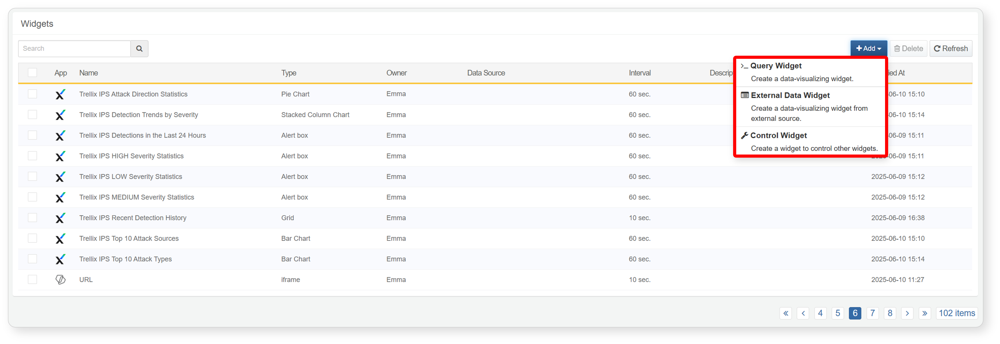 Widgets
Search
Add
Delete
Refresh
App Name Type Owner Data Source Interval Descrip ied At
Query Widget
Create a data-visualizing widget.
External Data Widget
Create a data-visualizing widget from
external source.
Control Widget
Create a widget to control other widgets.
Trellix IPS Attack Direction Statistics Pie Chart Emma 60 sec. -06-10 15:10
Trellix IPS Detection Trends by Severity Stacked Column Chart Emma 60 sec. -06-10 15:14
Trellix IPS Detections in the Last 24 Hours Alert box Emma 60 sec. -06-09 15:11
Trellix IPS HIGH Severity Statistics Alert box Emma 60 sec. 2025-06-09 15:11
Trellix IPS LOW Severity Statistics Alert box Emma 60 sec. 2025-06-09 15:12
Trellix IPS MEDIUM Severity Statistics Alert box Emma 60 sec. 2025-06-09 15:12
Trellix IPS Recent Detection History Grid Emma 10 sec. 2025-06-09 16:38
Trellix IPS Top 10 Attack Sources Bar Chart Emma 60 sec. 2025-06-10 15:10
Trellix IPS Top 10 Attack Types Bar Chart Emma 60 sec. 2025-06-10 15:14
URL iframe Emma 10 sec. 2025-06-10 11:27
« ‹ 4 5 6 7 8 › » 102 items